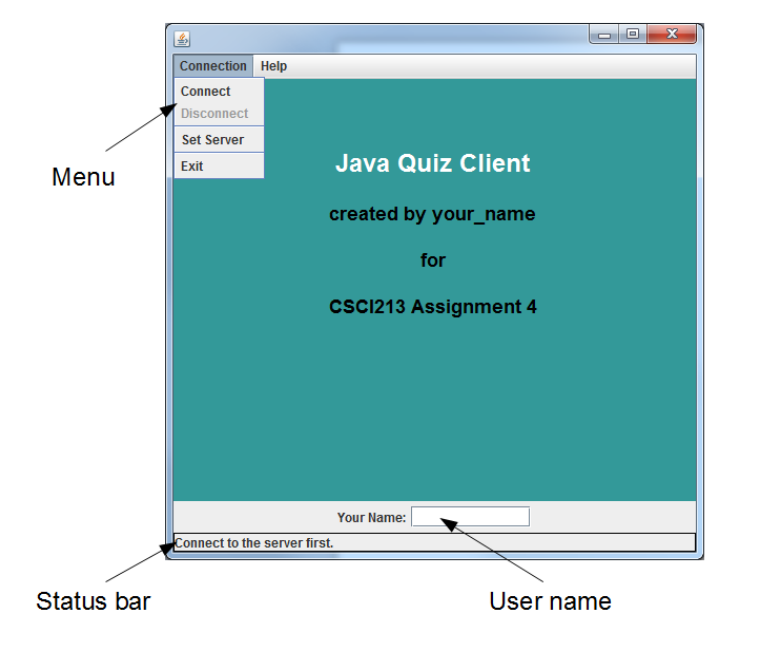 Connection Help
Connect
Disconnect
Set Server
Exit
Menu
Java Quiz Client
created by your_name
for
CSCI213 Assignment 4
Your Name:
Connect to the server first.
Status bar
User name